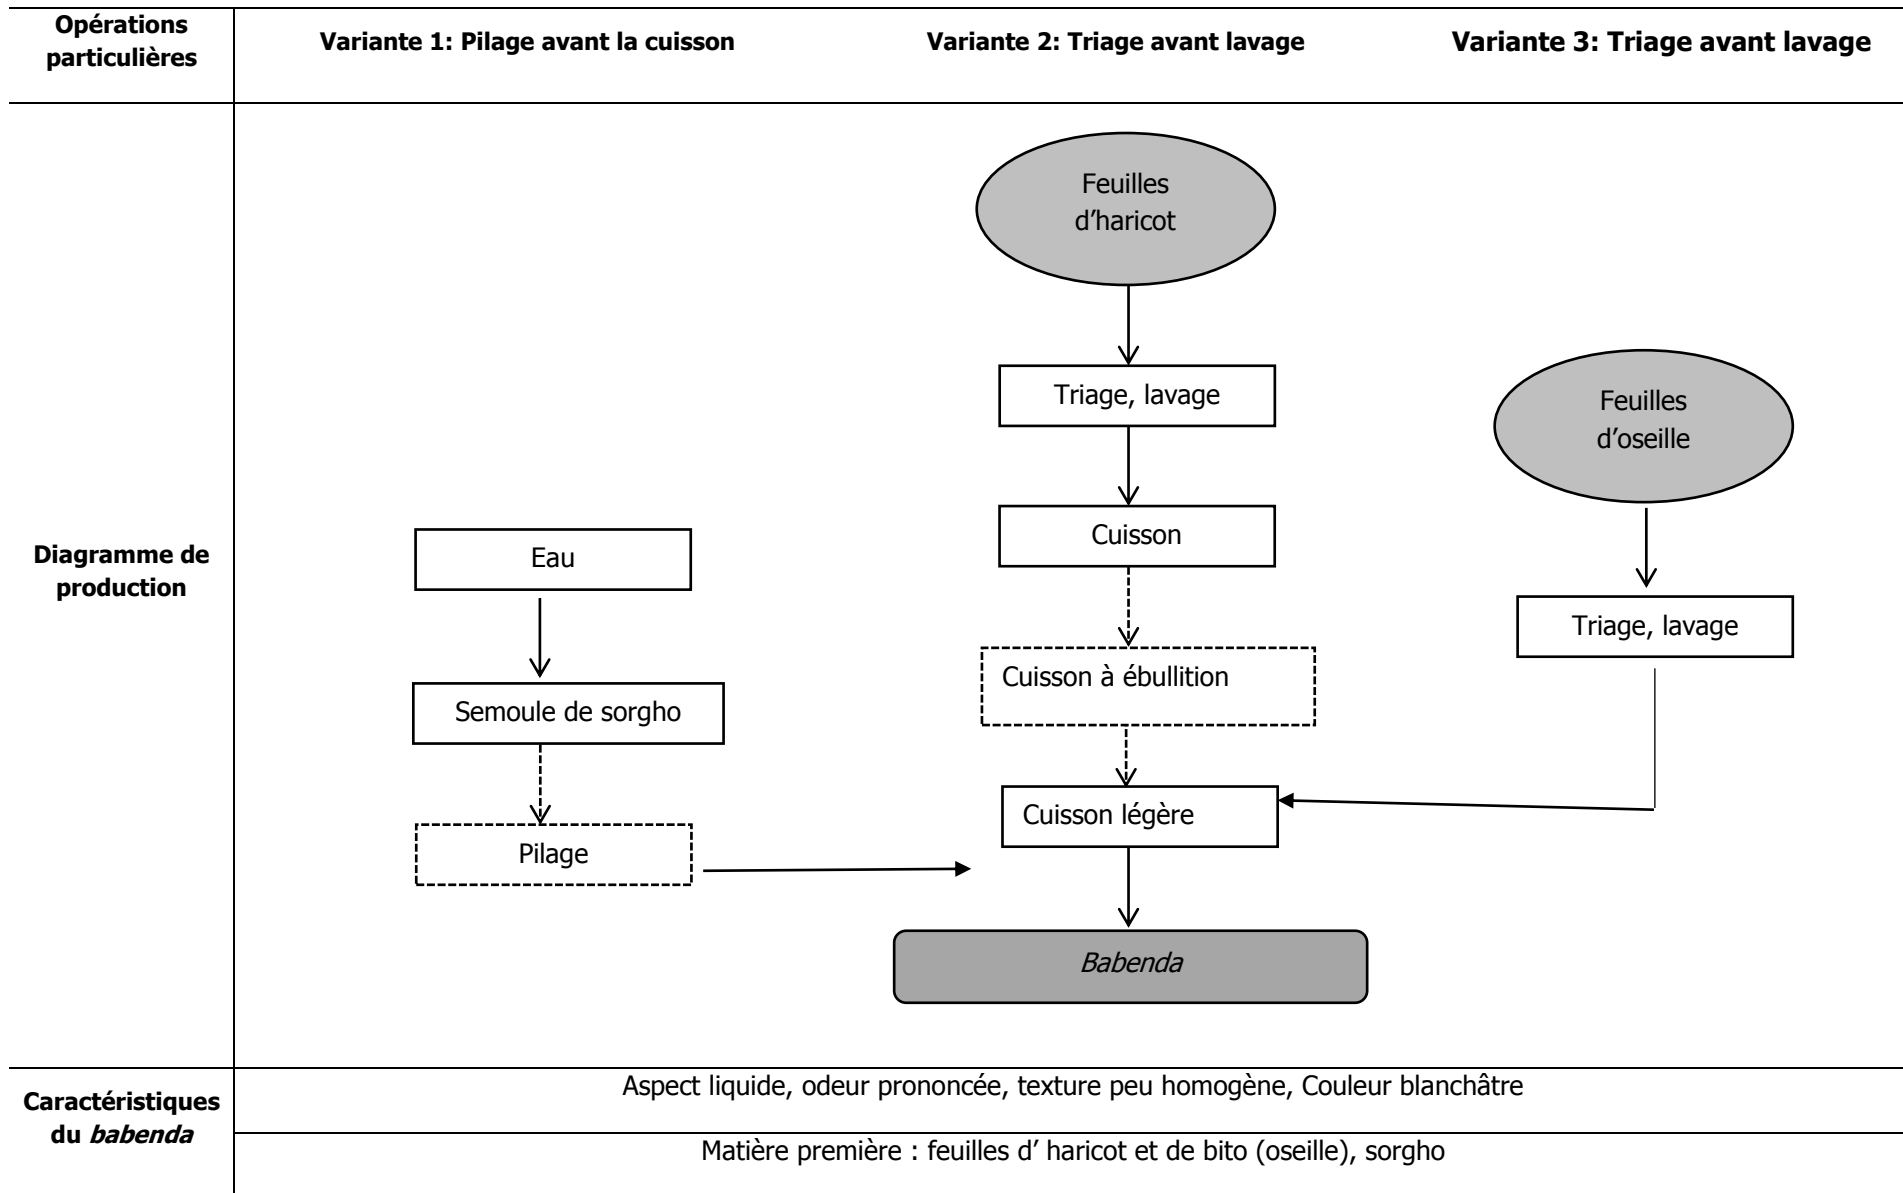 Opérations
particulières
Variante 1: Pilage avant la cuisson
Variante 2: Triage avant lavage
Variante 3: Triage avant lavage
Diagramme de
production
Feuilles
d’haricot
Triage, lavage
Cuisson
Cuisson à ébullition
Cuisson légère
Babenda
Eau
Semoule de sorgho
Pilage
Feuilles
d’oseille
Triage, lavage
Caractéristiques
du babenda
Aspect liquide, odeur prononcée, texture peu homogène, Couleur blanchâtre
Matière première : feuilles d’ haricot et de bito (oseille), sorgho